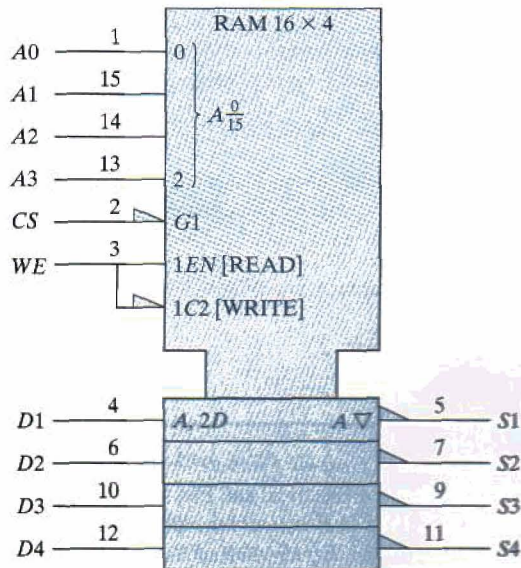 RAM 16 × 4
A0 1 0
A1 15
A 0/15
A2 14
A3 13 2
CS 2 G1
WE 3 1EN [READ]
1C2 [WRITE]
D1 4 A, 2D A ▽ 5 S1
D2 6 7 S2
D3 10 9 S3
D4 12 11 S4